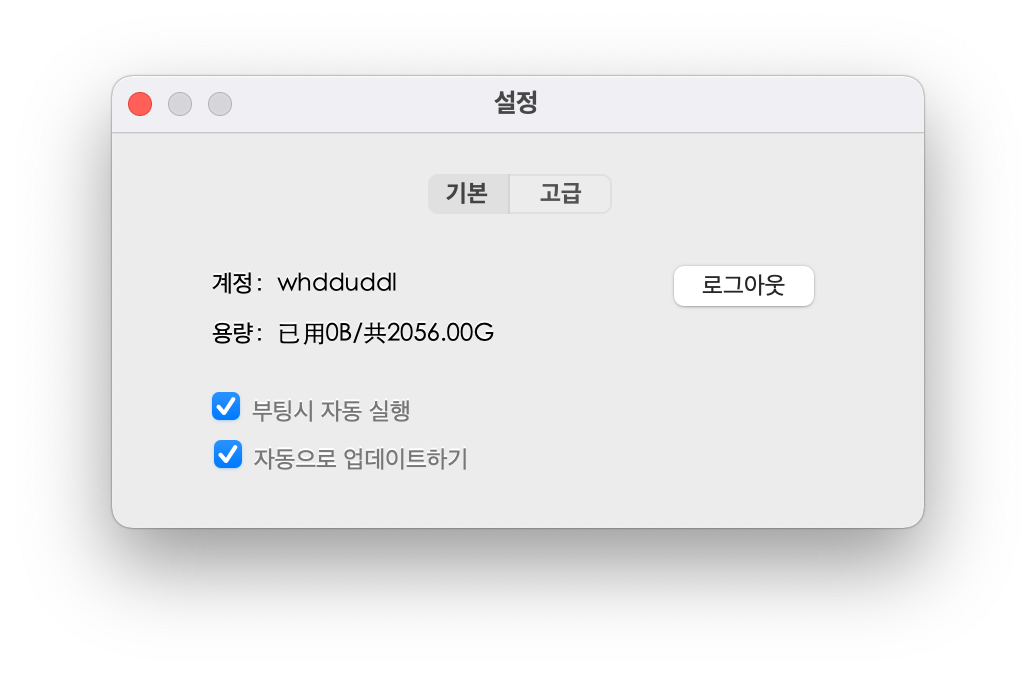 설정
기본 고급
계정: whdduddl 로그아웃
용량: 已用0B/共2056.00G
부팅시 자동 실행
자동으로 업데이트하기